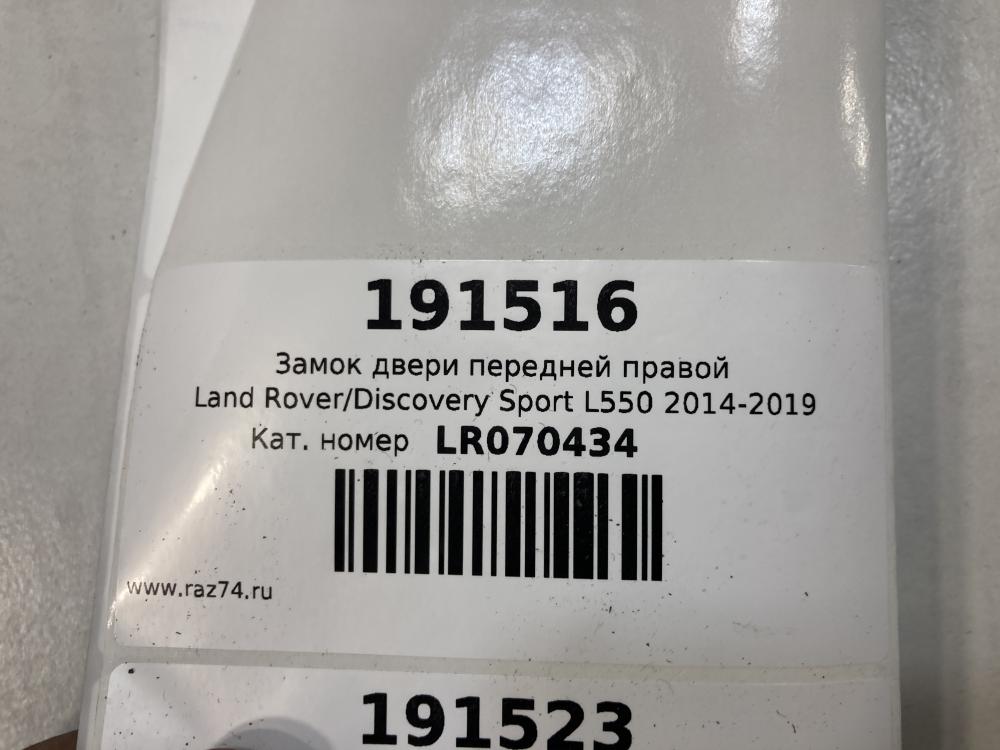 191516
Замок двери передней правой
Land Rover/Discovery Sport L550 2014-2019
Кат. номер LR070434
www.raz74.ru
191523